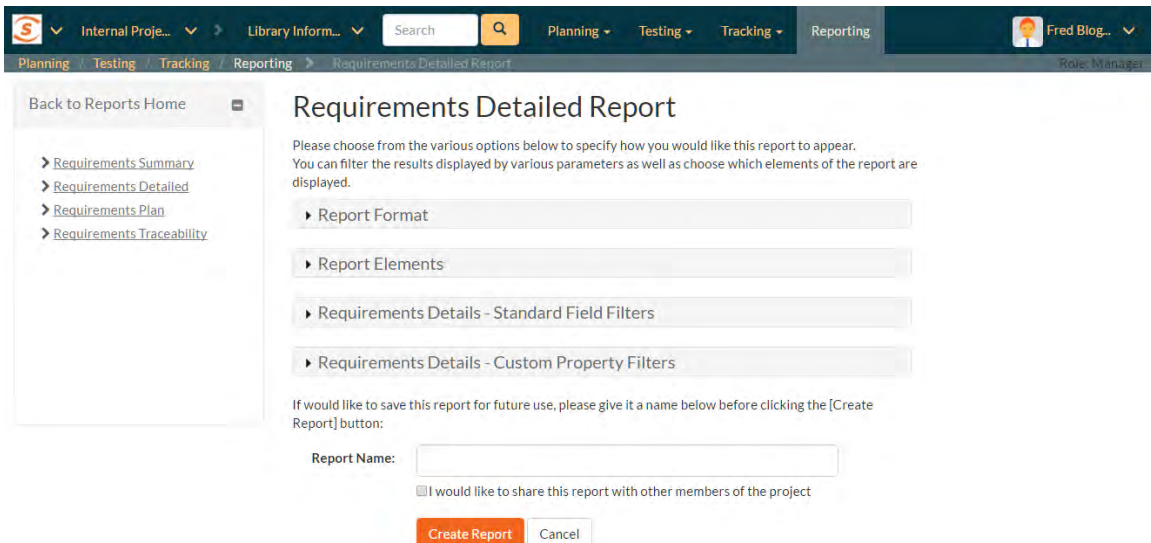 Internal Proje... Library Inform... Search Planning Testing Tracking Reporting Fred Blog...
Planning / Testing / Tracking / Reporting > Requirements Detailed Report Role: Manager
Back to Reports Home
Requirements Summary
Requirements Detailed
Requirements Plan
Requirements Traceability
Requirements Detailed Report
Please choose from the various options below to specify how you would like this report to appear.
You can filter the results displayed by various parameters as well as choose which elements of the report are
displayed.
Report Format
Report Elements
Requirements Details - Standard Field Filters
Requirements Details - Custom Property Filters
If would like to save this report for future use, please give it a name below before clicking the [Create
Report] button:
Report Name:
I would like to share this report with other members of the project
Create Report Cancel